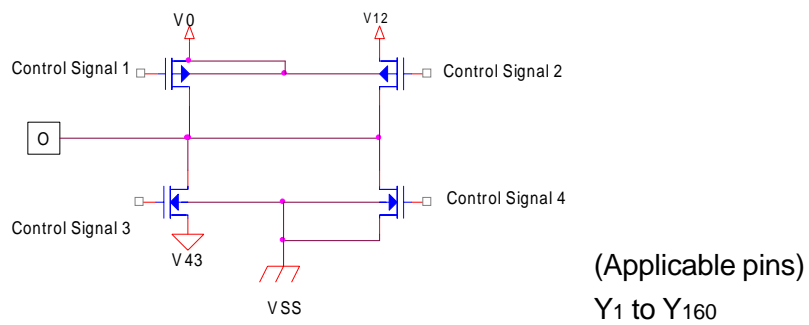 V0
V12
Control Signal 1
Control Signal 2
O
Control Signal 3
Control Signal 4
V43
VSS
(Applicable pins)
Y1 to Y160